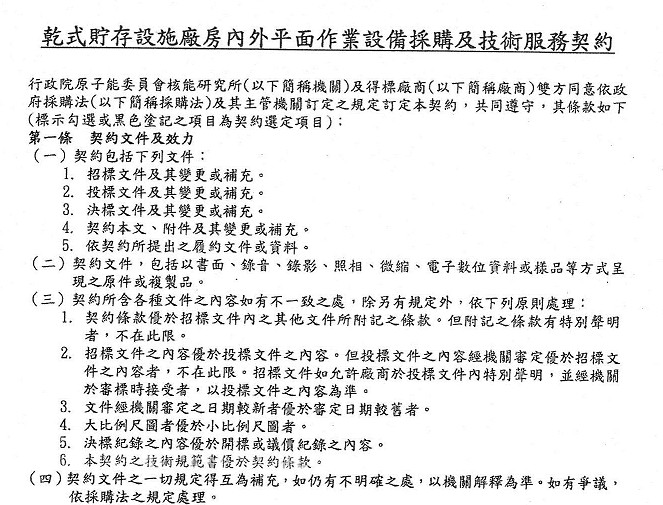 乾式貯存設施廠房內外平面作業設備採購及技術服務契約
行政院原子能委員會核能研究所(以下簡稱機關)及得標廠商(以下簡稱廠商)雙方同意依政
府採購法(以下簡稱採購法)及其主管機關訂定之規定訂定本契約，共同遵守，其條款如下
(標示勾選或黑色塗記之項目為契約選定項目)：
第一條　契約文件及效力
(一)契約包括下列文件：
1. 招標文件及其變更或補充。
2. 投標文件及其變更或補充。
3. 決標文件及其變更或補充。
4. 契約本文、附件及其變更或補充。
5. 依契約所提出之履約文件或資料。
(二)契約文件，包括以書面、錄音、錄影、照相、微縮、電子數位資料或樣品等方式呈
現之原件或複製品。
(三)契約所含各種文件之內容如有不一致之處，除另有規定外，依下列原則處理：
1. 契約條款優於招標文件內之其他文件所附記之條款。但附記之條款有特別聲明
者，不在此限。
2. 招標文件之內容優於投標文件之內容。但投標文件之內容經機關審定優於招標文
件之內容者，不在此限。招標文件如允許廠商於投標文件內特別聲明，並經機關
於審標時接受者，以投標文件之內容為準。
3. 文件經機關審定之日期較新者優於審定日期較舊者。
4. 大比例尺圖者優於小比例尺圖者。
5. 決標紀錄之內容優於開標或議價紀錄之內容。
6. 本契約之技術規範書優於契約條款。
(四)契約文件之一切規定得互為補充，如仍有不明確之處，以機關解釋為準。如有爭議，
依採購法之規定處理。